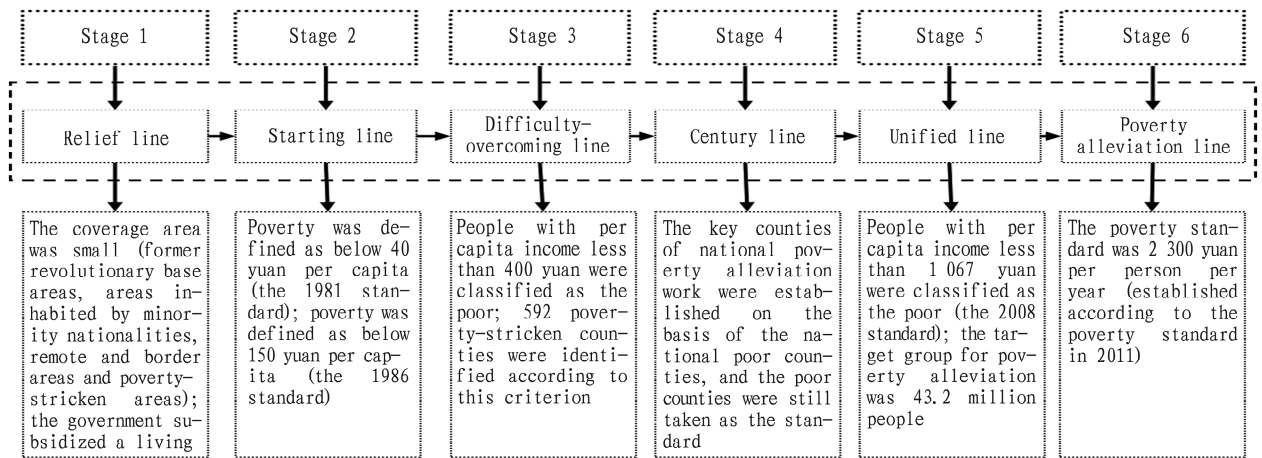 Stage 1
Stage 2
Stage 3
Stage 4
Stage 5
Stage 6
Relief line
Starting line
Difficulty-
overcoming line
Century line
Unified line
Poverty
alleviation line
The coverage area
was small (former
revolutionary base
areas, areas in-
habited by minor-
ity nationalities,
remote and border
areas and poverty-
stricken areas);
the government su-
bsidized a living
Poverty was de-
fined as below 40
yuan per capita
(the 1981 stan-
dard); poverty was
defined as below
150 yuan per cap-
ita (the 1986
standard)
People with per
capita income less
than 400 yuan were
classified as the
poor; 592 pover-
ty-stricken coun-
ties were identi-
fied according to
this criterion
The key counties
of national pov-
erty alleviation
work were estab-
lished on the
basis of the na-
tional poor coun-
ties, and the poor
counties were still
taken as the stan-
dard
People with per
capita income less
than 1 067 yuan
were classified as
the poor (the 2008
standard); the tar-
get group for pov-
erty alleviation
was 43.2 million
people
The poverty stan-
dard was 2 300 yuan
per person per
year (established
according to the
poverty standard
in 2011)